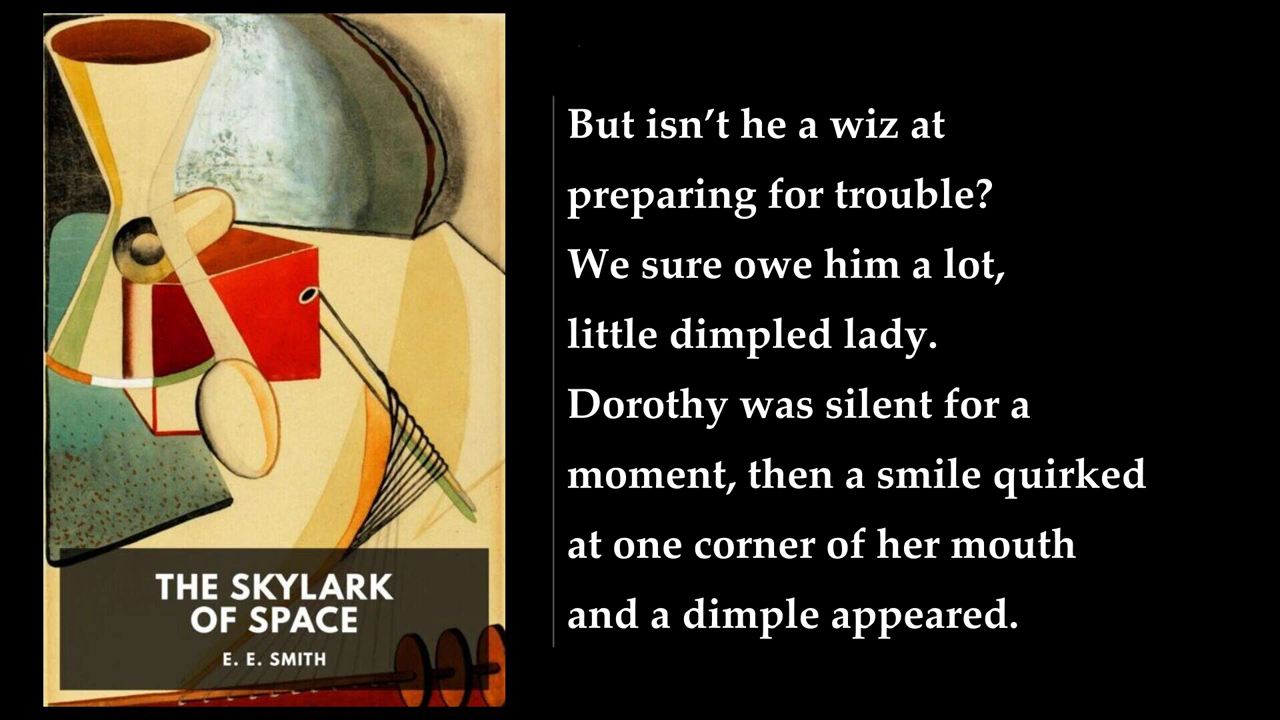 THE SKYLARK
OF SPACE
E. E. SMITH
But isn’t he a wiz at
preparing for trouble?
We sure owe him a lot,
little dimpled lady.
Dorothy was silent for a
moment, then a smile quirked
at one corner of her mouth
and a dimple appeared.